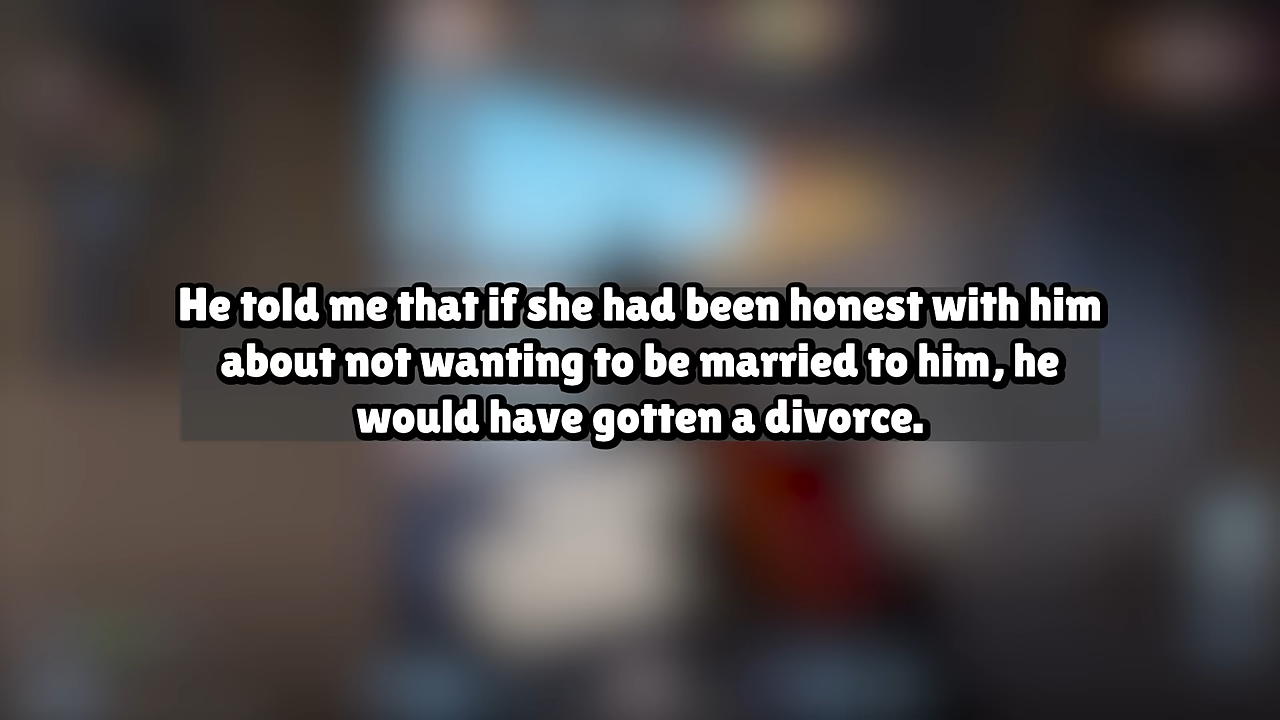 He told me that if she had been honest with him
about not wanting to be married to him, he
would have gotten a divorce.